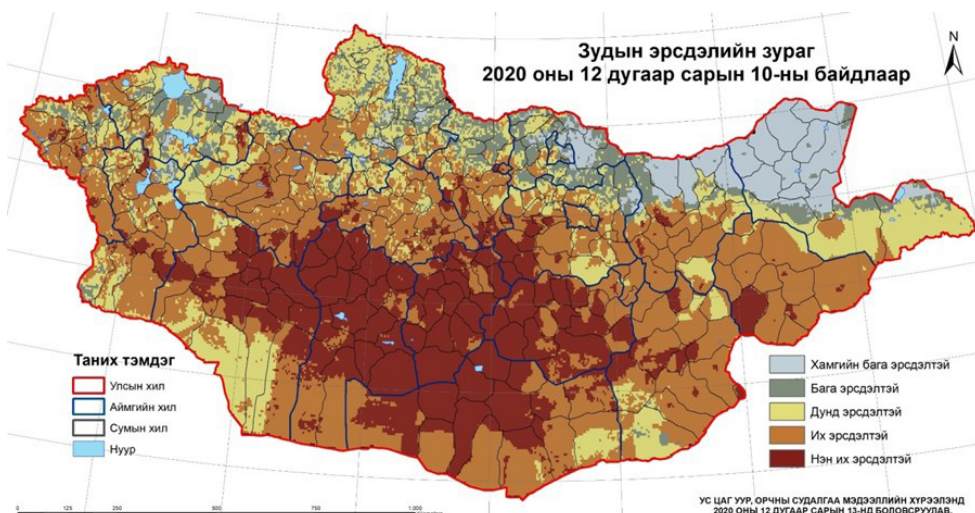 Зудын эрсдэлийн зураг
2020 оны 12 дугаар сарын 10-ны байдлаар
N
Таних тэмдэг
Улсын хил
Аймгийн хил
Сумын хил
Нуур
Хамгийн бага эрсдэлтэй
Бага эрсдэлтэй
Дунд эрсдэлтэй
Их эрсдэлтэй
Нэн их эрсдэлтэй
0 125 250 500 750 1,000
УС ЦАГ УУР, ОРЧНЫ СУДАЛГАА МЭДЭЭЛЛИЙН ХҮРЭЭЛЭНД
2020 ОНЫ 12 ДУГААР САРЫН 13-НД БОЛОВСРУУЛАВ.